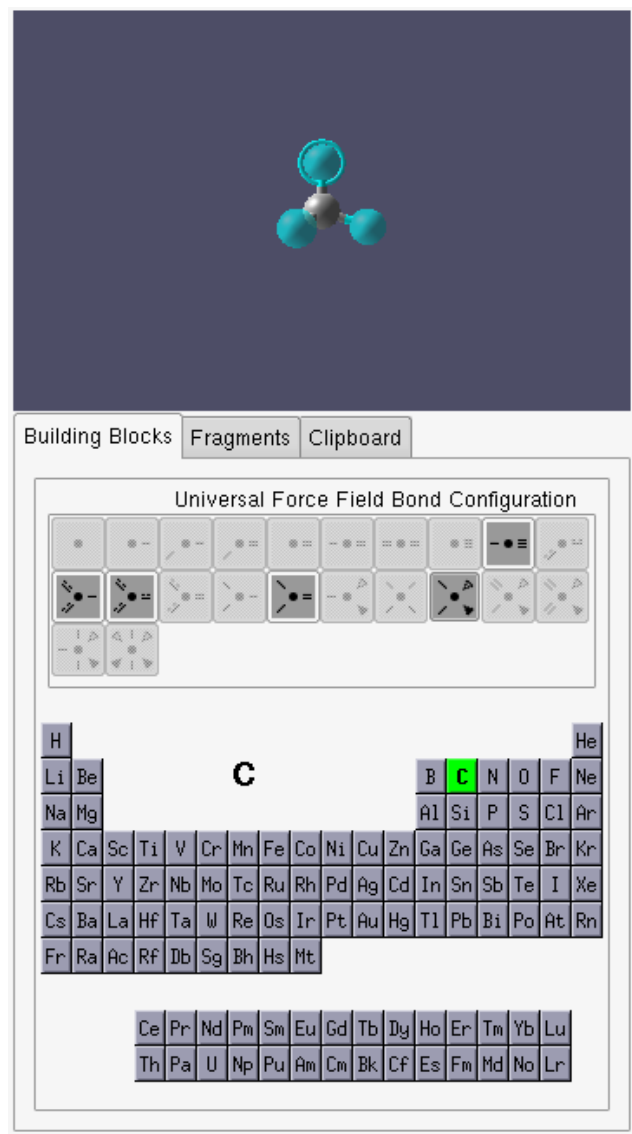 Building Blocks Fragments Clipboard
Universal Force Field Bond Configuration
H He
C
Li Be B C N O F Ne
Na Mg Al Si P S Cl Ar
K Ca Sc Ti V Cr Mn Fe Co Ni Cu Zn Ga Ge As Se Br Kr
Rb Sr Y Zr Nb Mo Tc Ru Rh Pd Ag Cd In Sn Sb Te I Xe
Cs Ba La Hf Ta W Re Os Ir Pt Au Hg Tl Pb Bi Po At Rn
Fr Ra Ac Rf Db Sg Bh Hs Mt
Ce Pr Nd Pm Sm Eu Gd Tb Dy Ho Er Tm Yb Lu
Th Pa U Np Pu Am Cm Bk Cf Es Fm Md No Lr